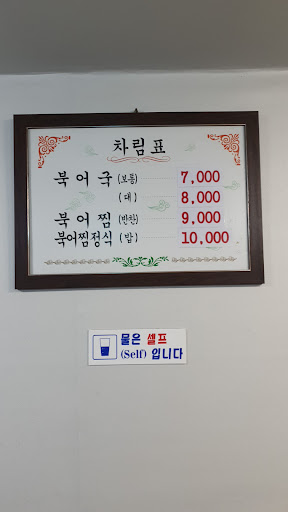 차림표
북어국 (보통) 7,000
(대) 8,000
북어찜 (반찬) 9,000
북어찜정식 (밥) 10,000
물은 셀프
(Self) 입니다